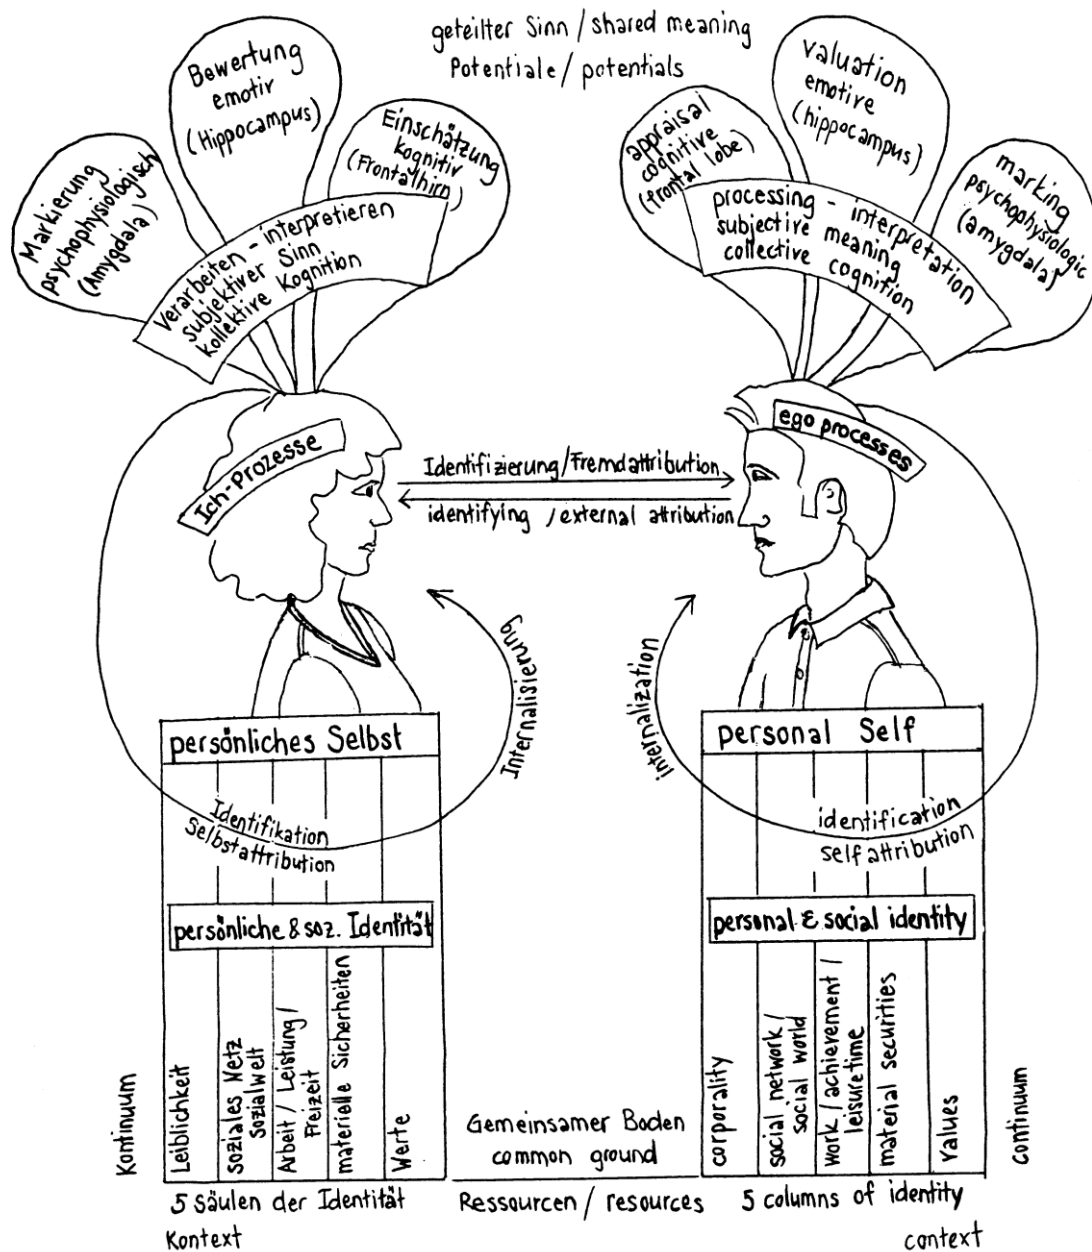 geteilter Sinn / shared meaning
Potentiale / potentials
Markierung
psychophysiologisch
(Amygdala)
Bewertung
emotiv
(Hippocampus)
Einschätzung
kognitiv
(Frontalhirn)
Verarbeiten - interpretieren
subjektiver Sinn
kollektive Kognition
appraisal
cognitive
(frontal lobe)
valuation
emotive
(hippocampus)
marking
psychophysiologic
(amygdala)
processing - interpretation
subjective meaning
collective cognition
Ich-Prozesse
ego processes
Identifizierung/Fremdattribution
identifying / external attribution
Internalisierung
internalization
persönliches Selbst
Identifikation
Selbstattribution
persönliche & soz. Identität
Kontinuum
Leiblichkeit
soziales Netz
Sozialwelt
Arbeit / Leistung /
Freizeit
materielle Sicherheiten
Werte
5 Säulen der Identität
Kontext
Gemeinsamer Boden
common ground
Ressourcen / resources
personal Self
identification
self attribution
personal & social identity
corporality
social network /
social world
work / achievement /
leisuretime
material securities
values
continuum
5 columns of identity
context